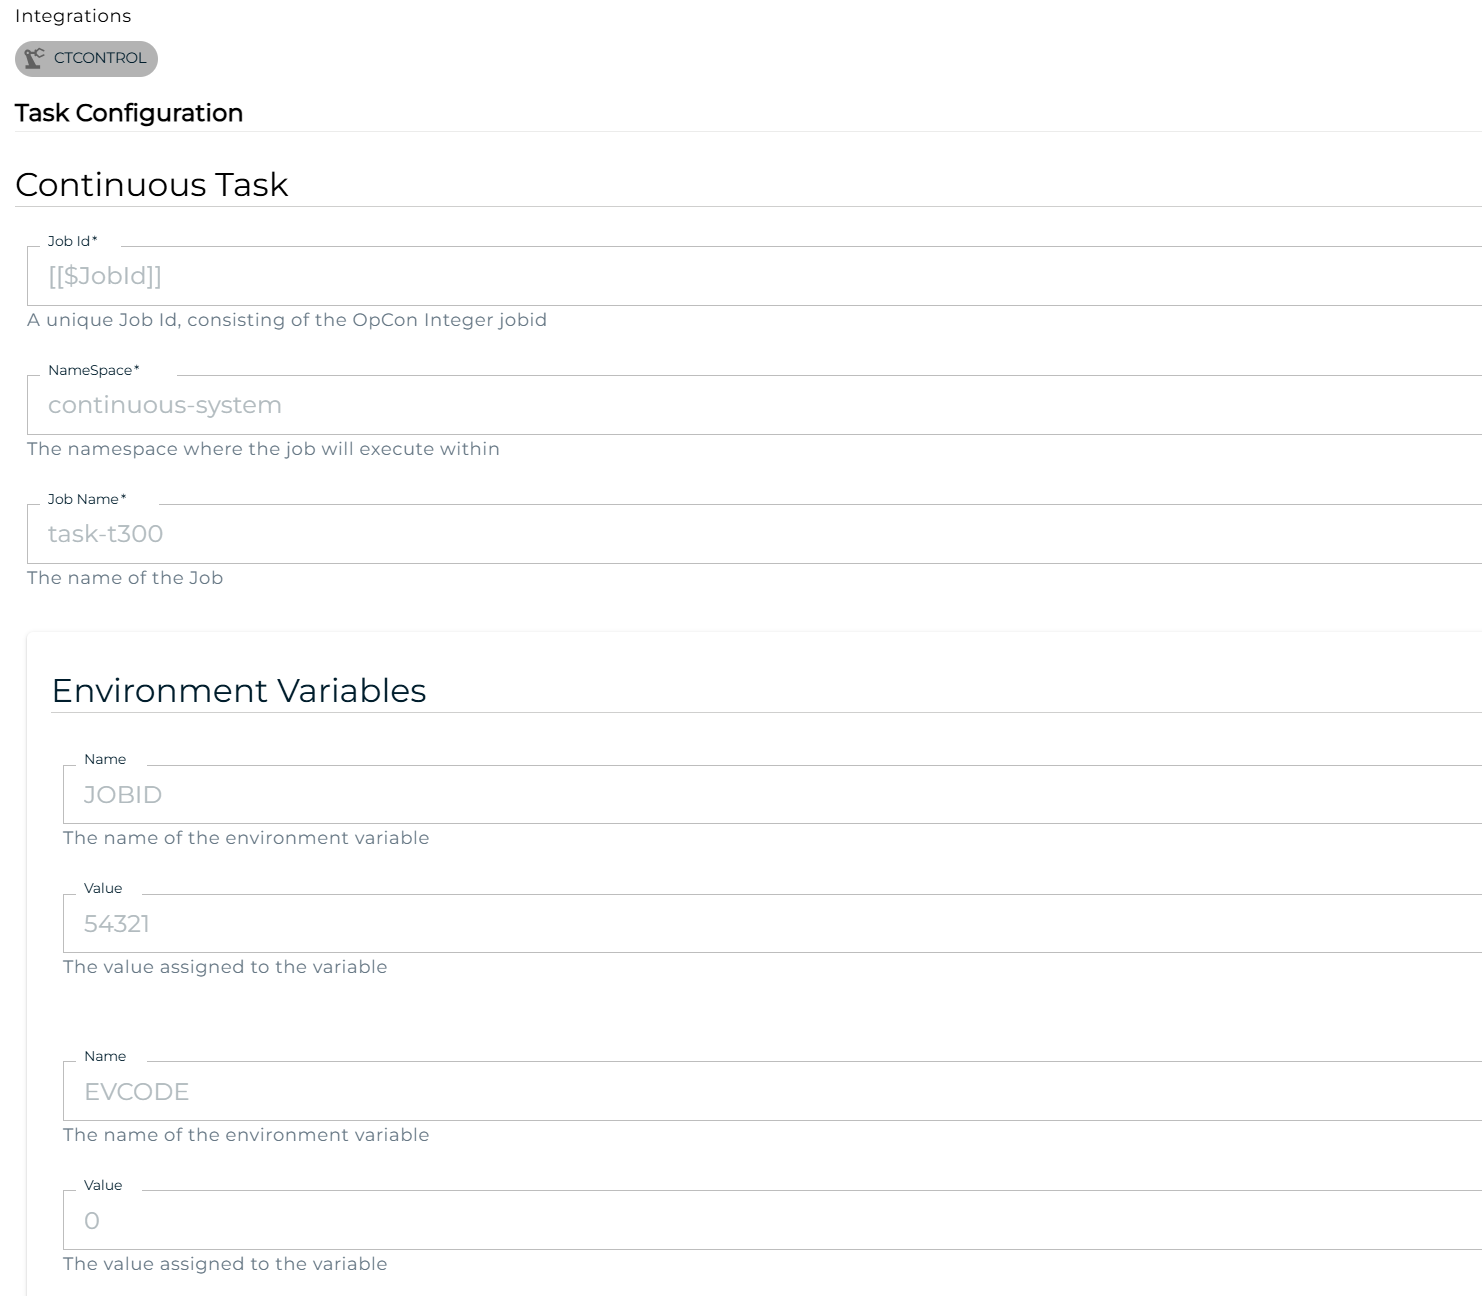 Integrations
CTCONTROL
Task Configuration
Continuous Task
Job Id*
[[$JobId]]
A unique Job Id, consisting of the OpCon Integer jobid
NameSpace*
continuous-system
The namespace where the job will execute within
Job Name*
task-t300
The name of the Job
Environment Variables
Name
JOBID
The name of the environment variable
Value
54321
The value assigned to the variable
Name
EVCODE
The name of the environment variable
Value
0
The value assigned to the variable